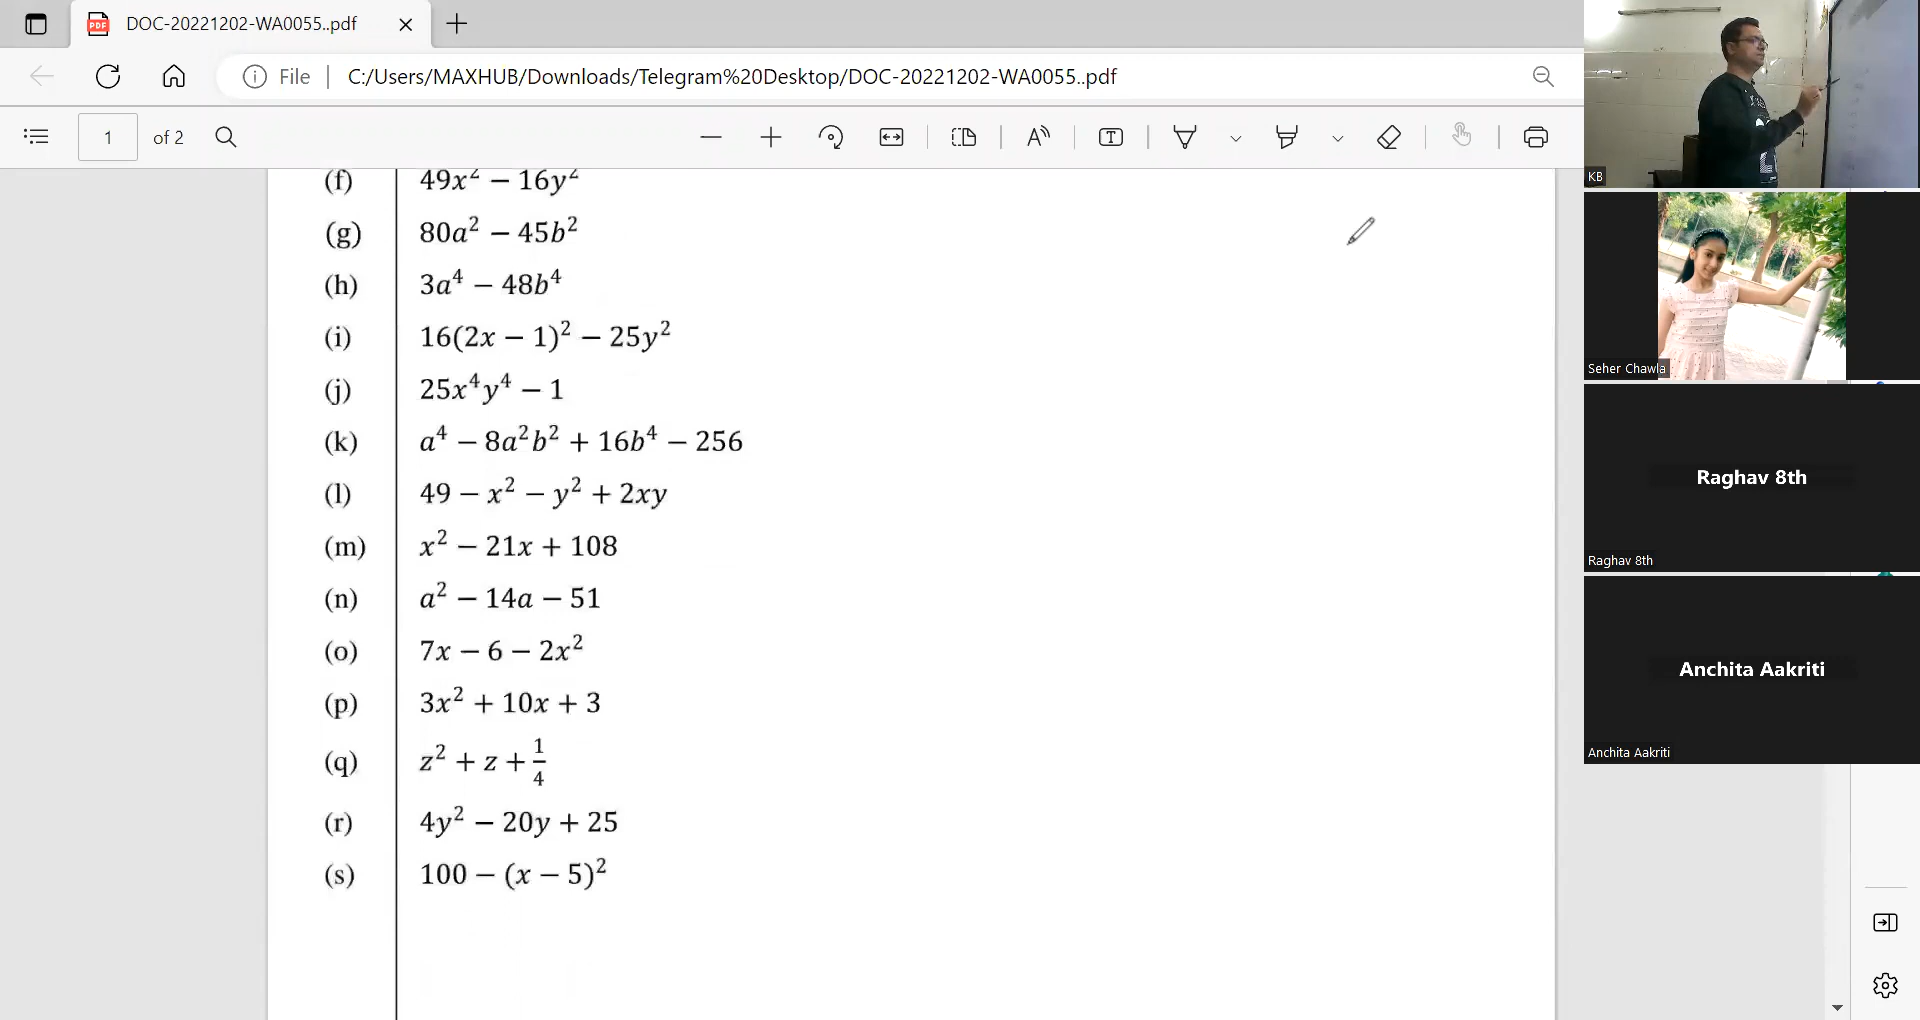 DOC-20221202-WA0055..pdf
File | C:/Users/MAXHUB/Downloads/Telegram%20Desktop/DOC-20221202-WA0055..pdf
1 of 2
(f) 49x² − 16y²
(g) 80a² − 45b²
(h) 3a⁴ − 48b⁴
(i) 16(2x − 1)² − 25y²
(j) 25x⁴y⁴ − 1
(k) a⁴ − 8a²b² + 16b⁴ − 256
(l) 49 − x² − y² + 2xy
(m) x² − 21x + 108
(n) a² − 14a − 51
(o) 7x − 6 − 2x²
(p) 3x² + 10x + 3
(q) z² + z + 1/4
(r) 4y² − 20y + 25
(s) 100 − (x − 5)²
KB
Seher Chawla
Raghav 8th
Raghav 8th
Anchita Aakriti
Anchita Aakriti